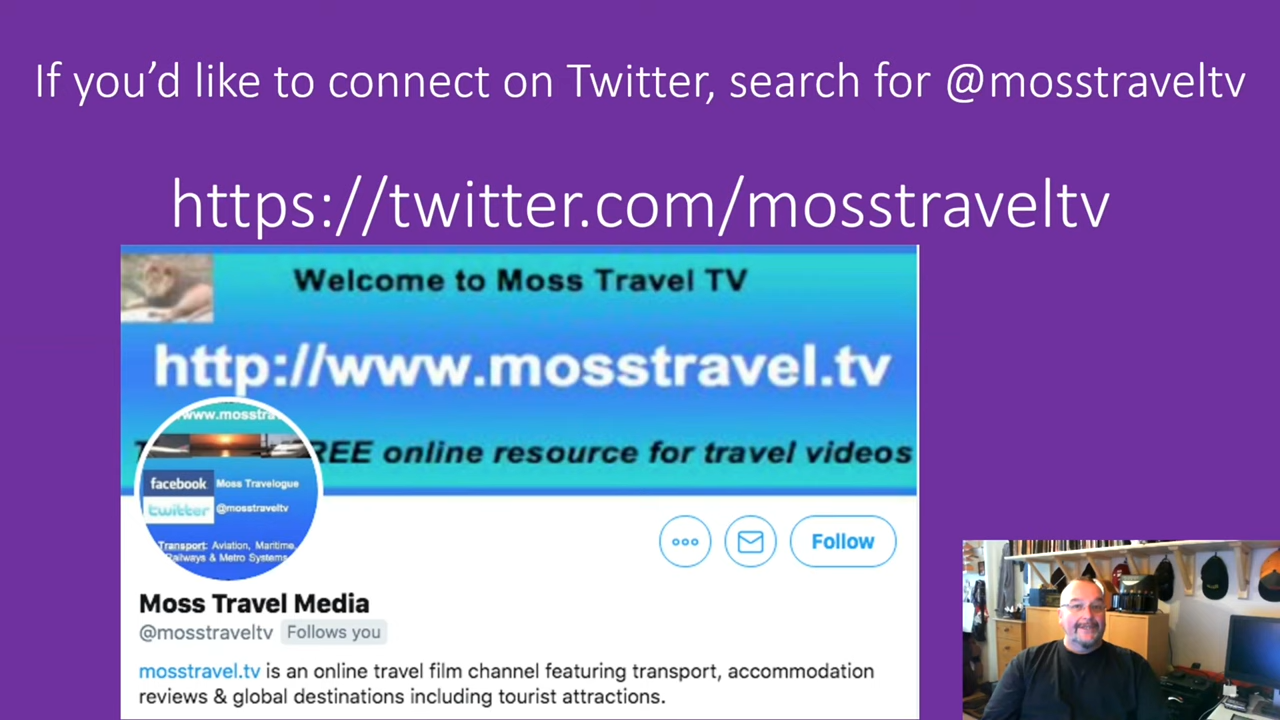 If you'd like to connect on Twitter, search for @mosstraveltv
https://twitter.com/mosstraveltv
Welcome to Moss Travel TV
http://www.mosstravel.tv
REE online resource for travel videos
www.mosstra
facebook Moss Travelogue
twitter @mosstraveltv
Transport: Aviation, Maritime,
Railways & Metro Systems
Follow
Moss Travel Media
@mosstraveltv Follows you
mosstravel.tv is an online travel film channel featuring transport, accommodation
reviews & global destinations including tourist attractions.